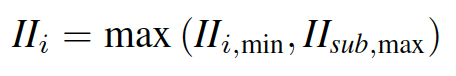 II_i = max (II_{i,min}, II_{sub,max})